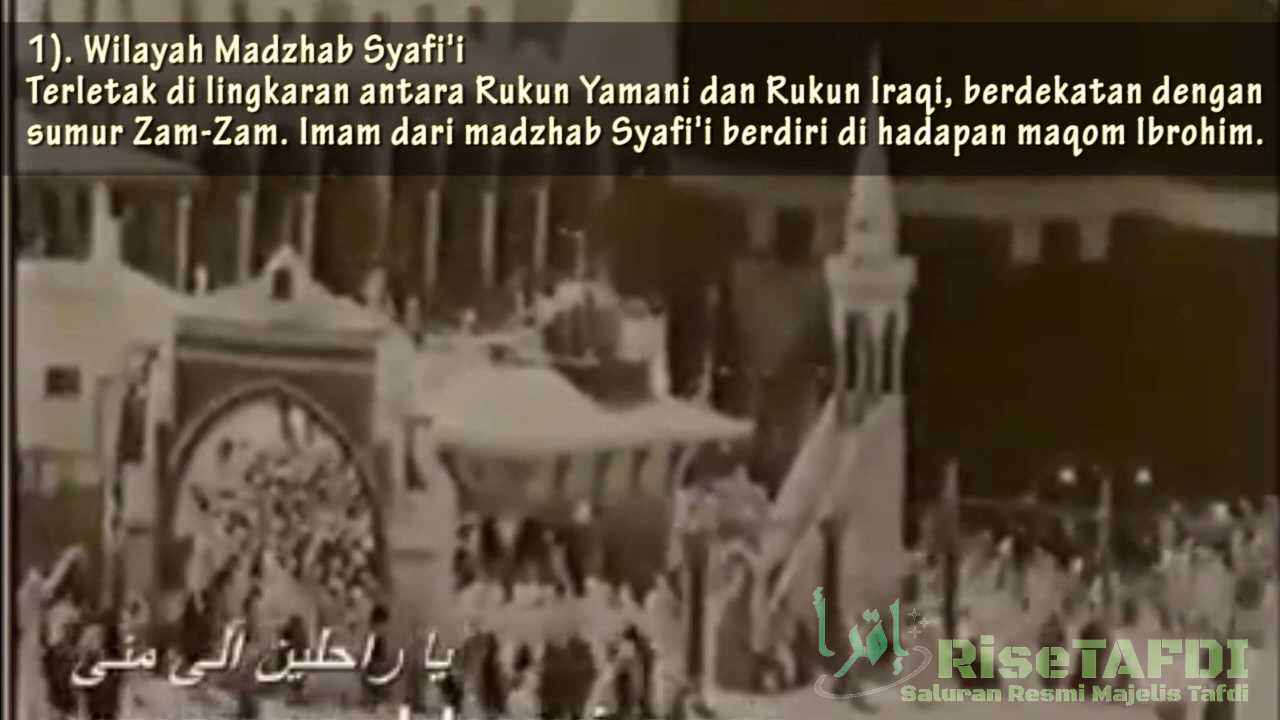 1). Wilayah Madzhab Syafi'i
Terletak di lingkaran antara Rukun Yamani dan Rukun Iraqi, berdekatan dengan
sumur Zam-Zam. Imam dari madzhab Syafi'i berdiri di hadapan maqom Ibrohim.
يا راحلين الى منى
إقرأ
RiseTAFDI
Saluran Resmi Majelis Tafdi